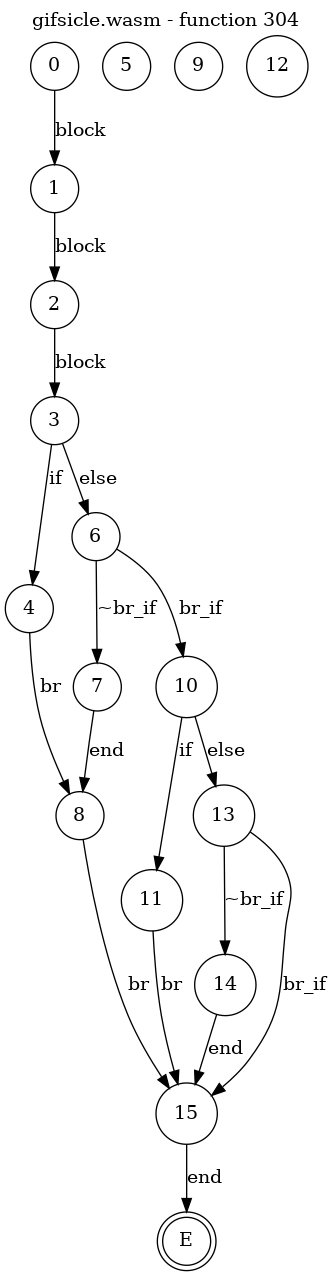 gifsicle.wasm - function 304
0 5 9 12
block
1
block
2
block
3
if else
6
4 ~br_if br_if
br 7 10
end if else
8 13
11 ~br_if
br br 14 br_if
end
15
end
E